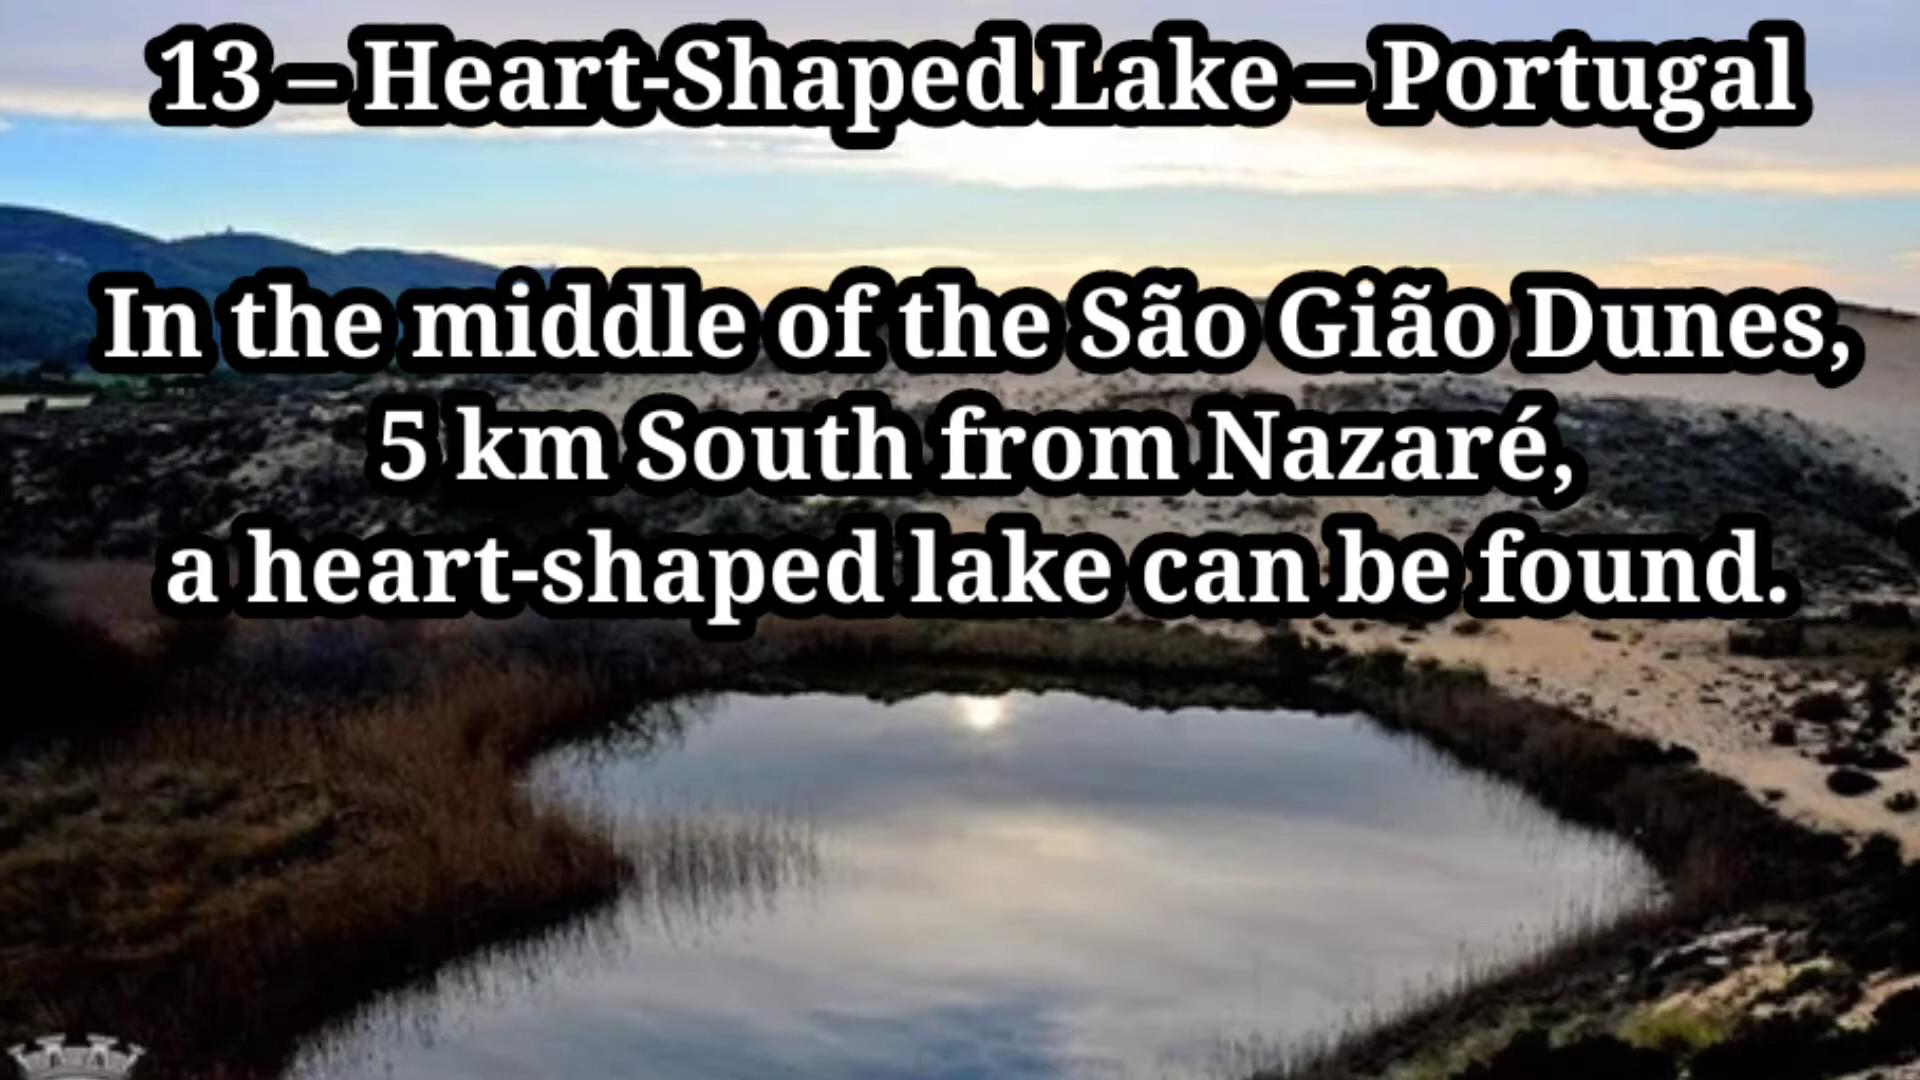 13 – Heart-Shaped Lake – Portugal
In the middle of the São Gião Dunes,
5 km South from Nazaré,
a heart-shaped lake can be found.